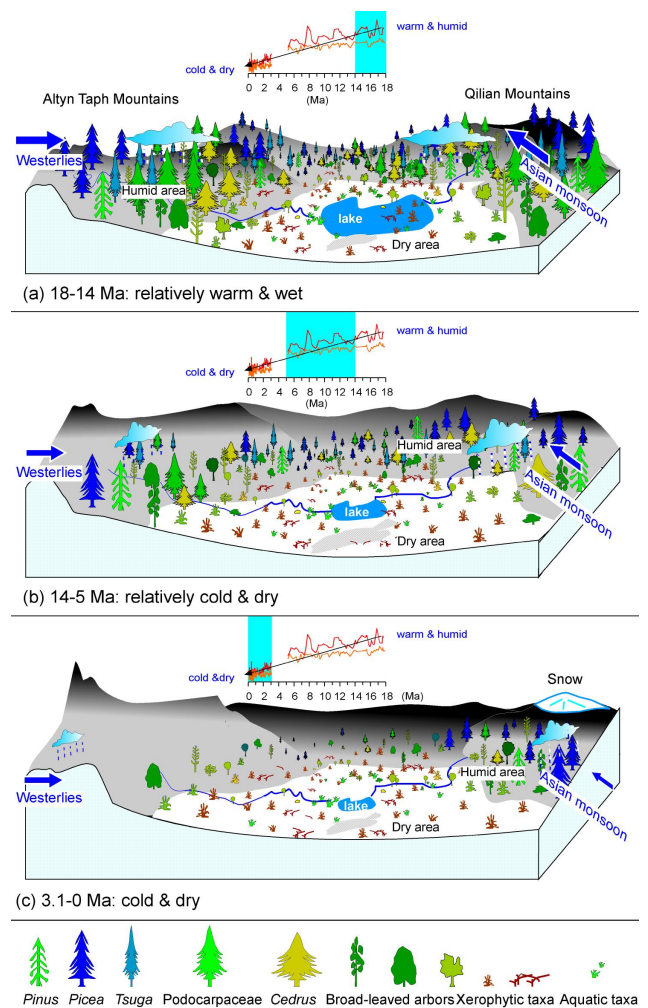 warm & humid
cold & dry
0 2 4 6 8 10 12 14 16 18
(Ma)
Altyn Taph Mountains
Qilian Mountains
Westerlies
Asian monsoon
Humid area
lake
Dry area
(a) 18-14 Ma: relatively warm & wet
warm & humid
cold & dry
0 2 4 6 8 10 12 14 16 18
(Ma)
Humid area
Westerlies
Asian monsoon
lake
Dry area
(b) 14-5 Ma: relatively cold & dry
warm & humid
cold &dry
0 2 4 6 8 10 12 14 16 18 (Ma)
Snow
Humid area
Westerlies
Asian monsoon
lake
Dry area
(c) 3.1-0 Ma: cold & dry
Pinus Picea Tsuga Podocarpaceae Cedrus Broad-leaved arbors Xerophytic taxa Aquatic taxa